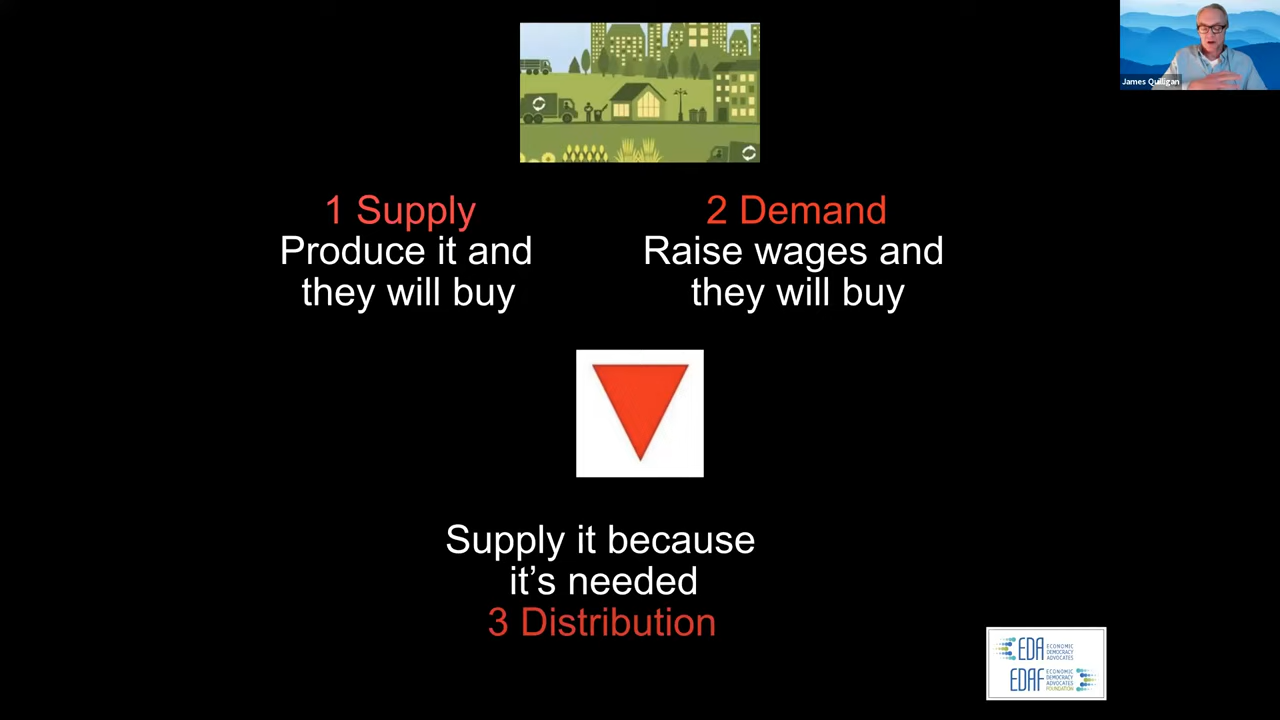 James Quilligan
1 Supply
Produce it and
they will buy
2 Demand
Raise wages and
they will buy
Supply it because
it’s needed
3 Distribution
EDA ECONOMIC
DEMOCRACY
ADVOCATES
EDAF ECONOMIC
DEMOCRACY
ADVOCATES
FOUNDATION